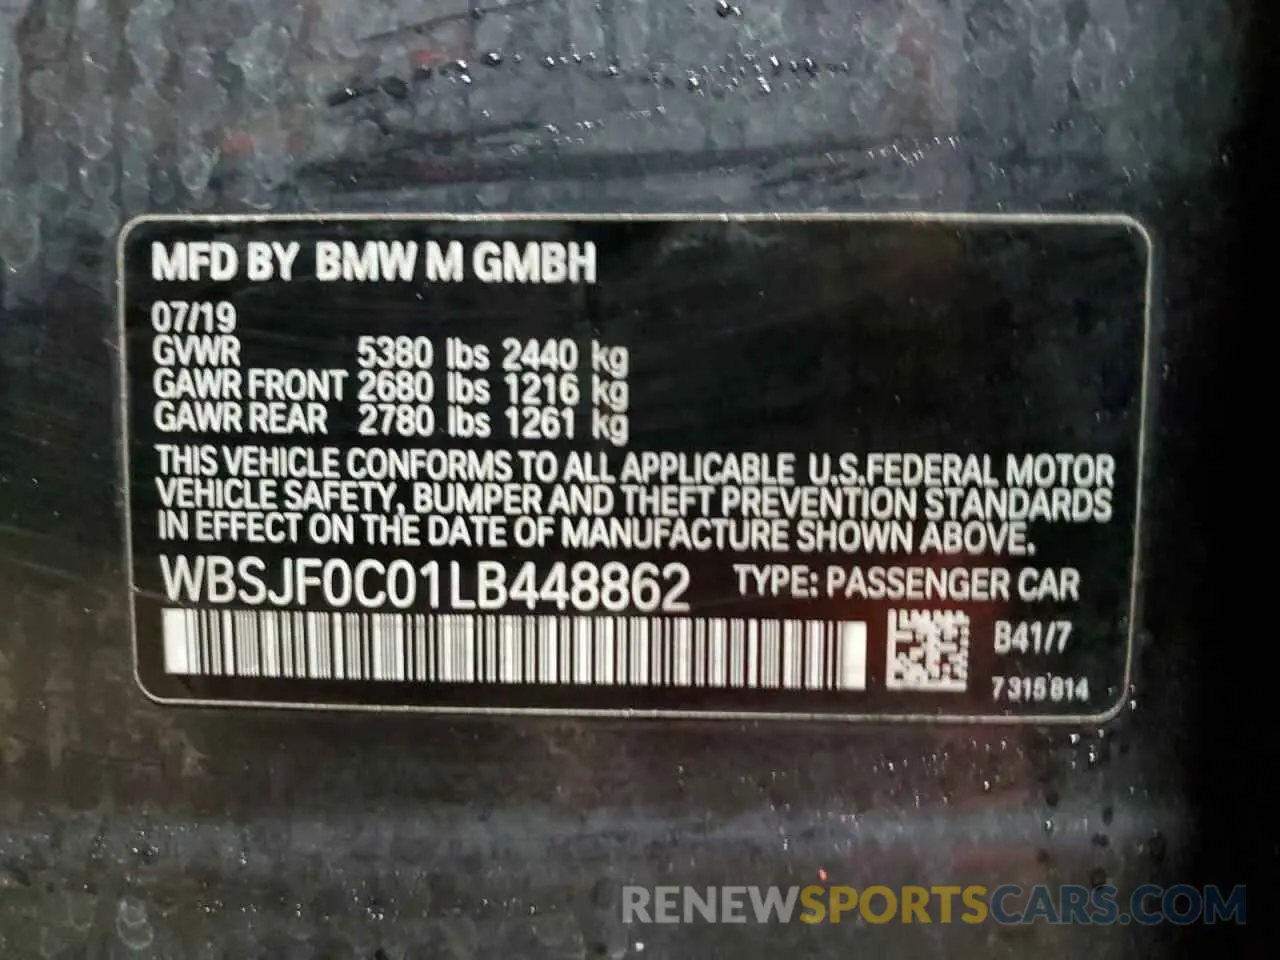 MFD BY BMW M GMBH
07/19
GVWR 5380 lbs 2440 kg
GAWR FRONT 2680 lbs 1216 kg
GAWR REAR 2780 lbs 1261 kg
THIS VEHICLE CONFORMS TO ALL APPLICABLE U.S.FEDERAL MOTOR
VEHICLE SAFETY, BUMPER AND THEFT PREVENTION STANDARDS
IN EFFECT ON THE DATE OF MANUFACTURE SHOWN ABOVE.
WBSJF0C01LB448862 TYPE: PASSENGER CAR
B41/7
7 315 814
RENEWSPORTSCARS.COM